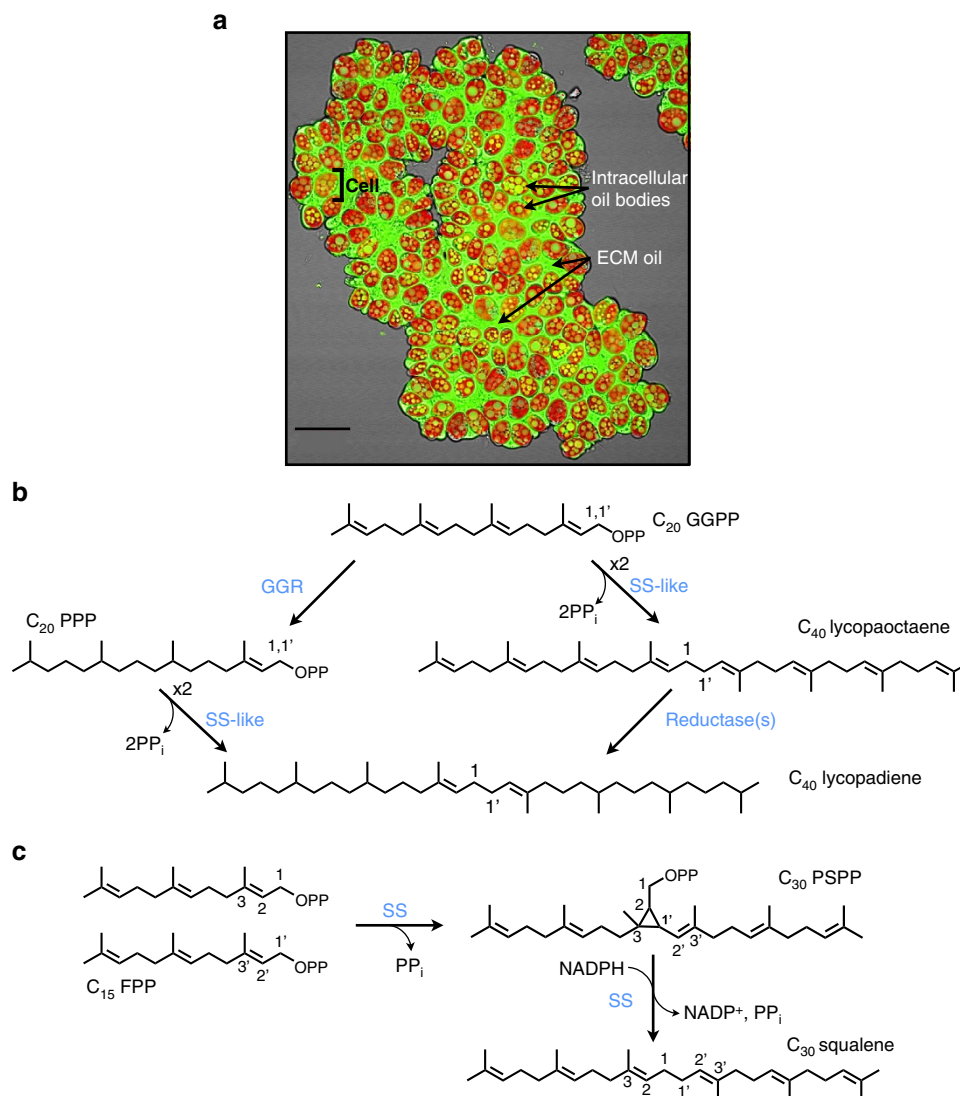 a
Cell
Intracellular
oil bodies
ECM oil
b
1,1'
OPP
C20 GGPP
GGR
x2
SS-like
2PPi
C20 PPP
1,1'
OPP
C40 lycopaoctaene
1
1'
x2
SS-like
2PPi
Reductase(s)
1
1'
C40 lycopadiene
c
1
OPP
3
2
1'
OPP
3'
2'
C15 FPP
SS
PPi
OPP
1
2
3
1'
2'
3'
C30 PSPP
NADPH
SS
NADP+, PPi
C30 squalene
3
2
1
1'
2'
3'